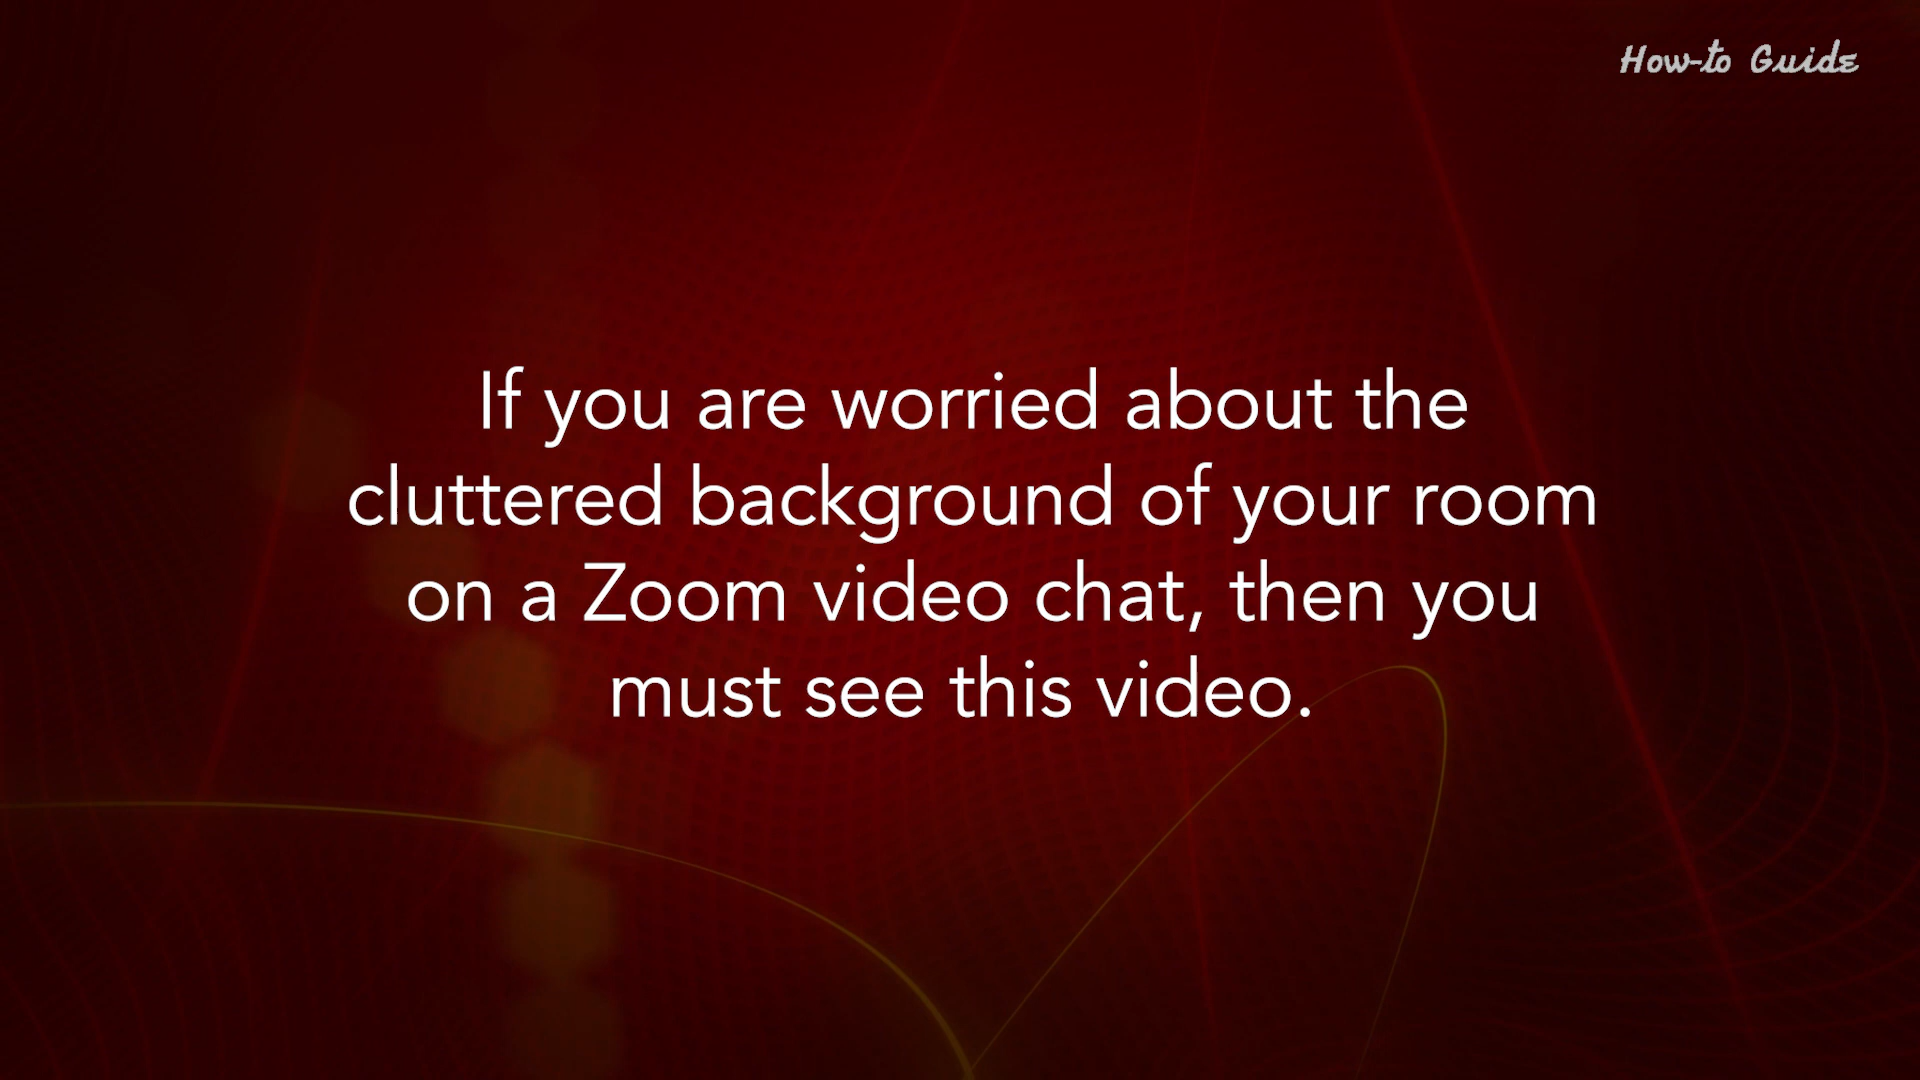 How-to Guide
If you are worried about the
cluttered background of your room
on a Zoom video chat, then you
must see this video.